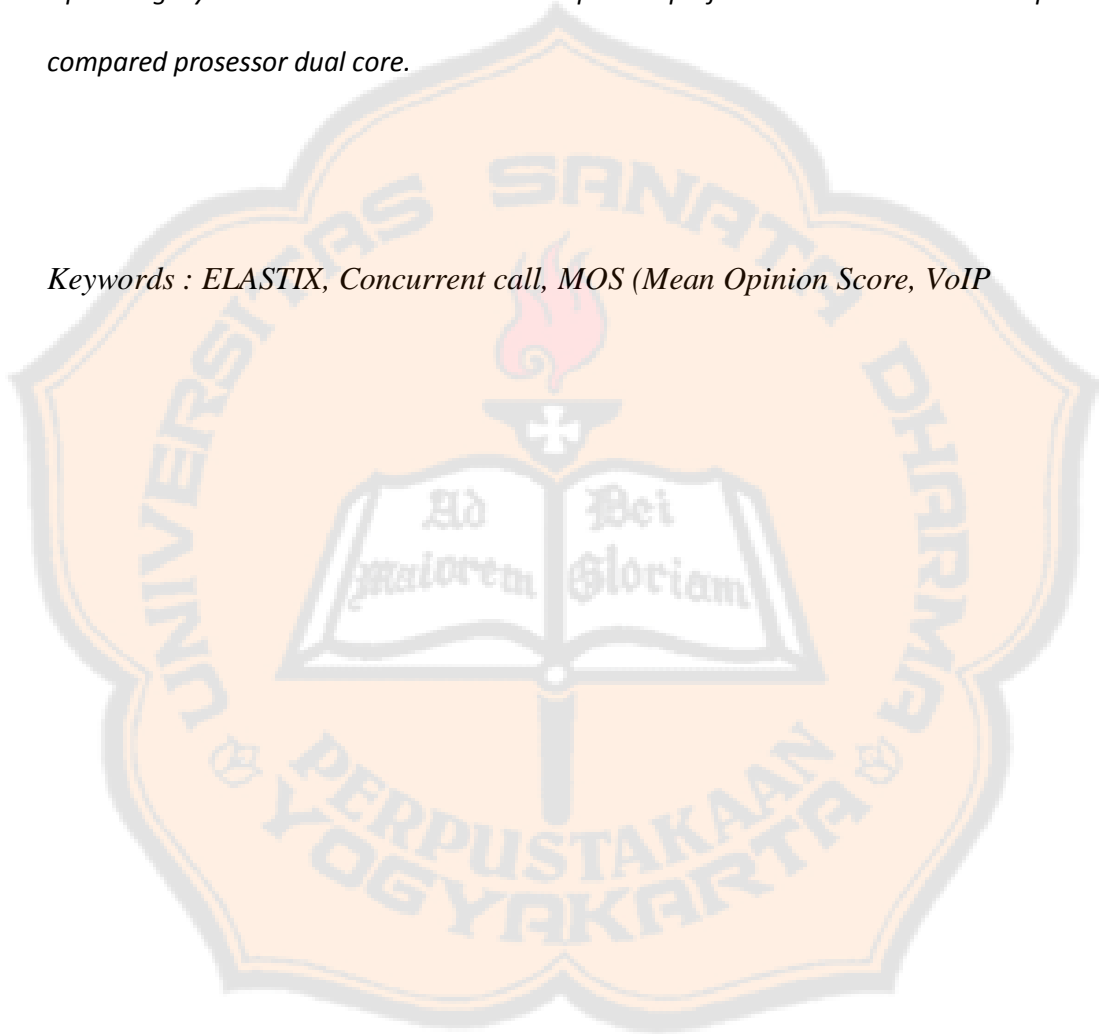 compared prosessor dual core.
Keywords : ELASTIX, Concurrent call, MOS (Mean Opinion Score, VoIP
UNIVERSITAS SANATA DHARMA
Ad Dei
maiorem Gloriam
PERPUSTAKAAN
YOGYAKARTA